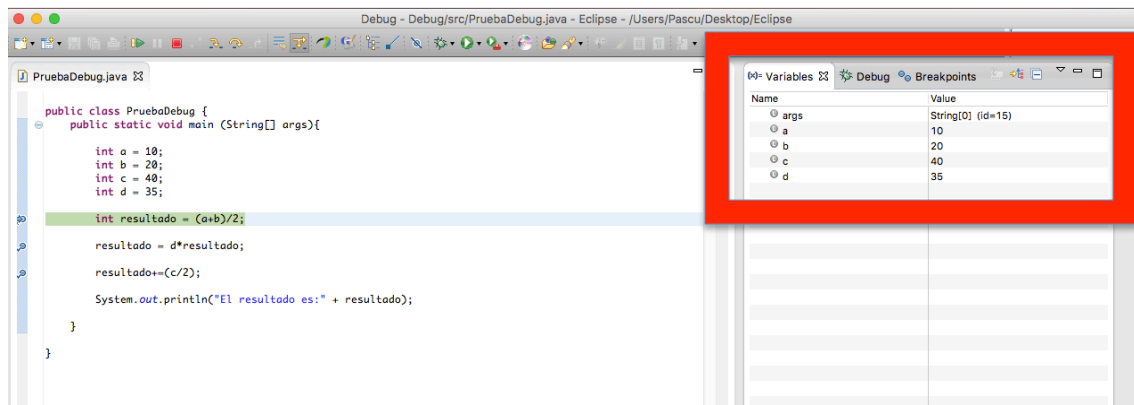 Debug - Debug/src/PruebaDebug.java - Eclipse - /Users/Pascu/Desktop/Eclipse
PruebaDebug.java
public class PruebaDebug {
public static void main (String[] args){
int a = 10;
int b = 20;
int c = 40;
int d = 35;
int resultado = (a+b)/2;
resultado = d*resultado;
resultado+=(c/2);
System.out.println("El resultado es:" + resultado);
}
}
(x)= Variables Debug Breakpoints
Name Value
args String[0] (id=15)
a 10
b 20
c 40
d 35